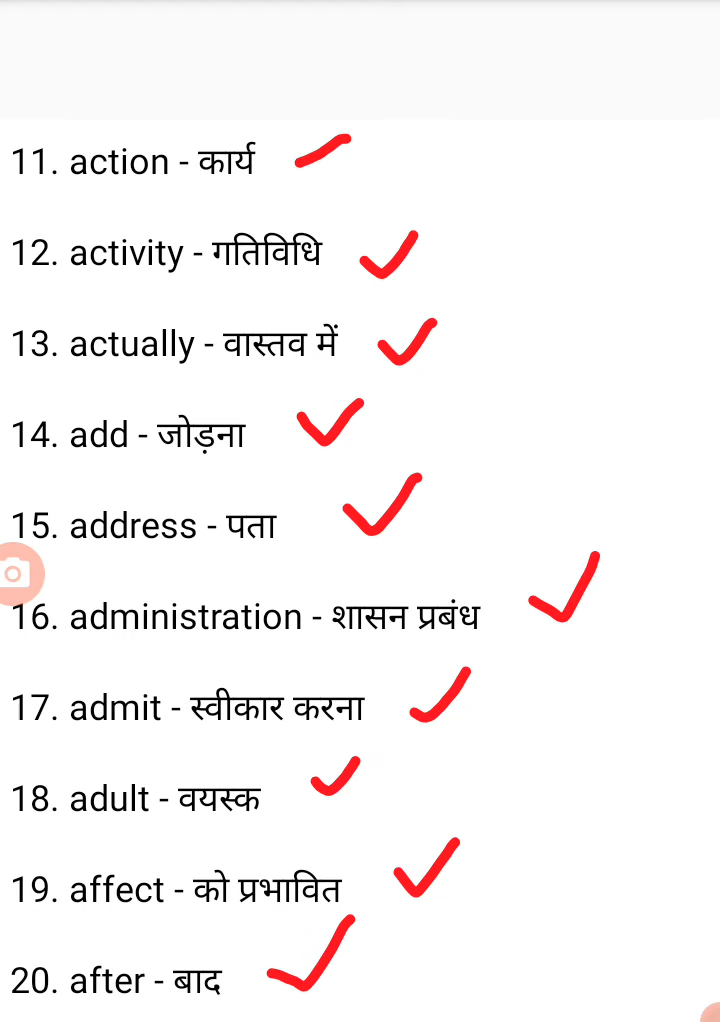 11. action - कार्य
12. activity - गतिविधि
13. actually - वास्तव में
14. add - जोड़ना
15. address - पता
16. administration - शासन प्रबंध
17. admit - स्वीकार करना
18. adult - वयस्क
19. affect - को प्रभावित
20. after - बाद